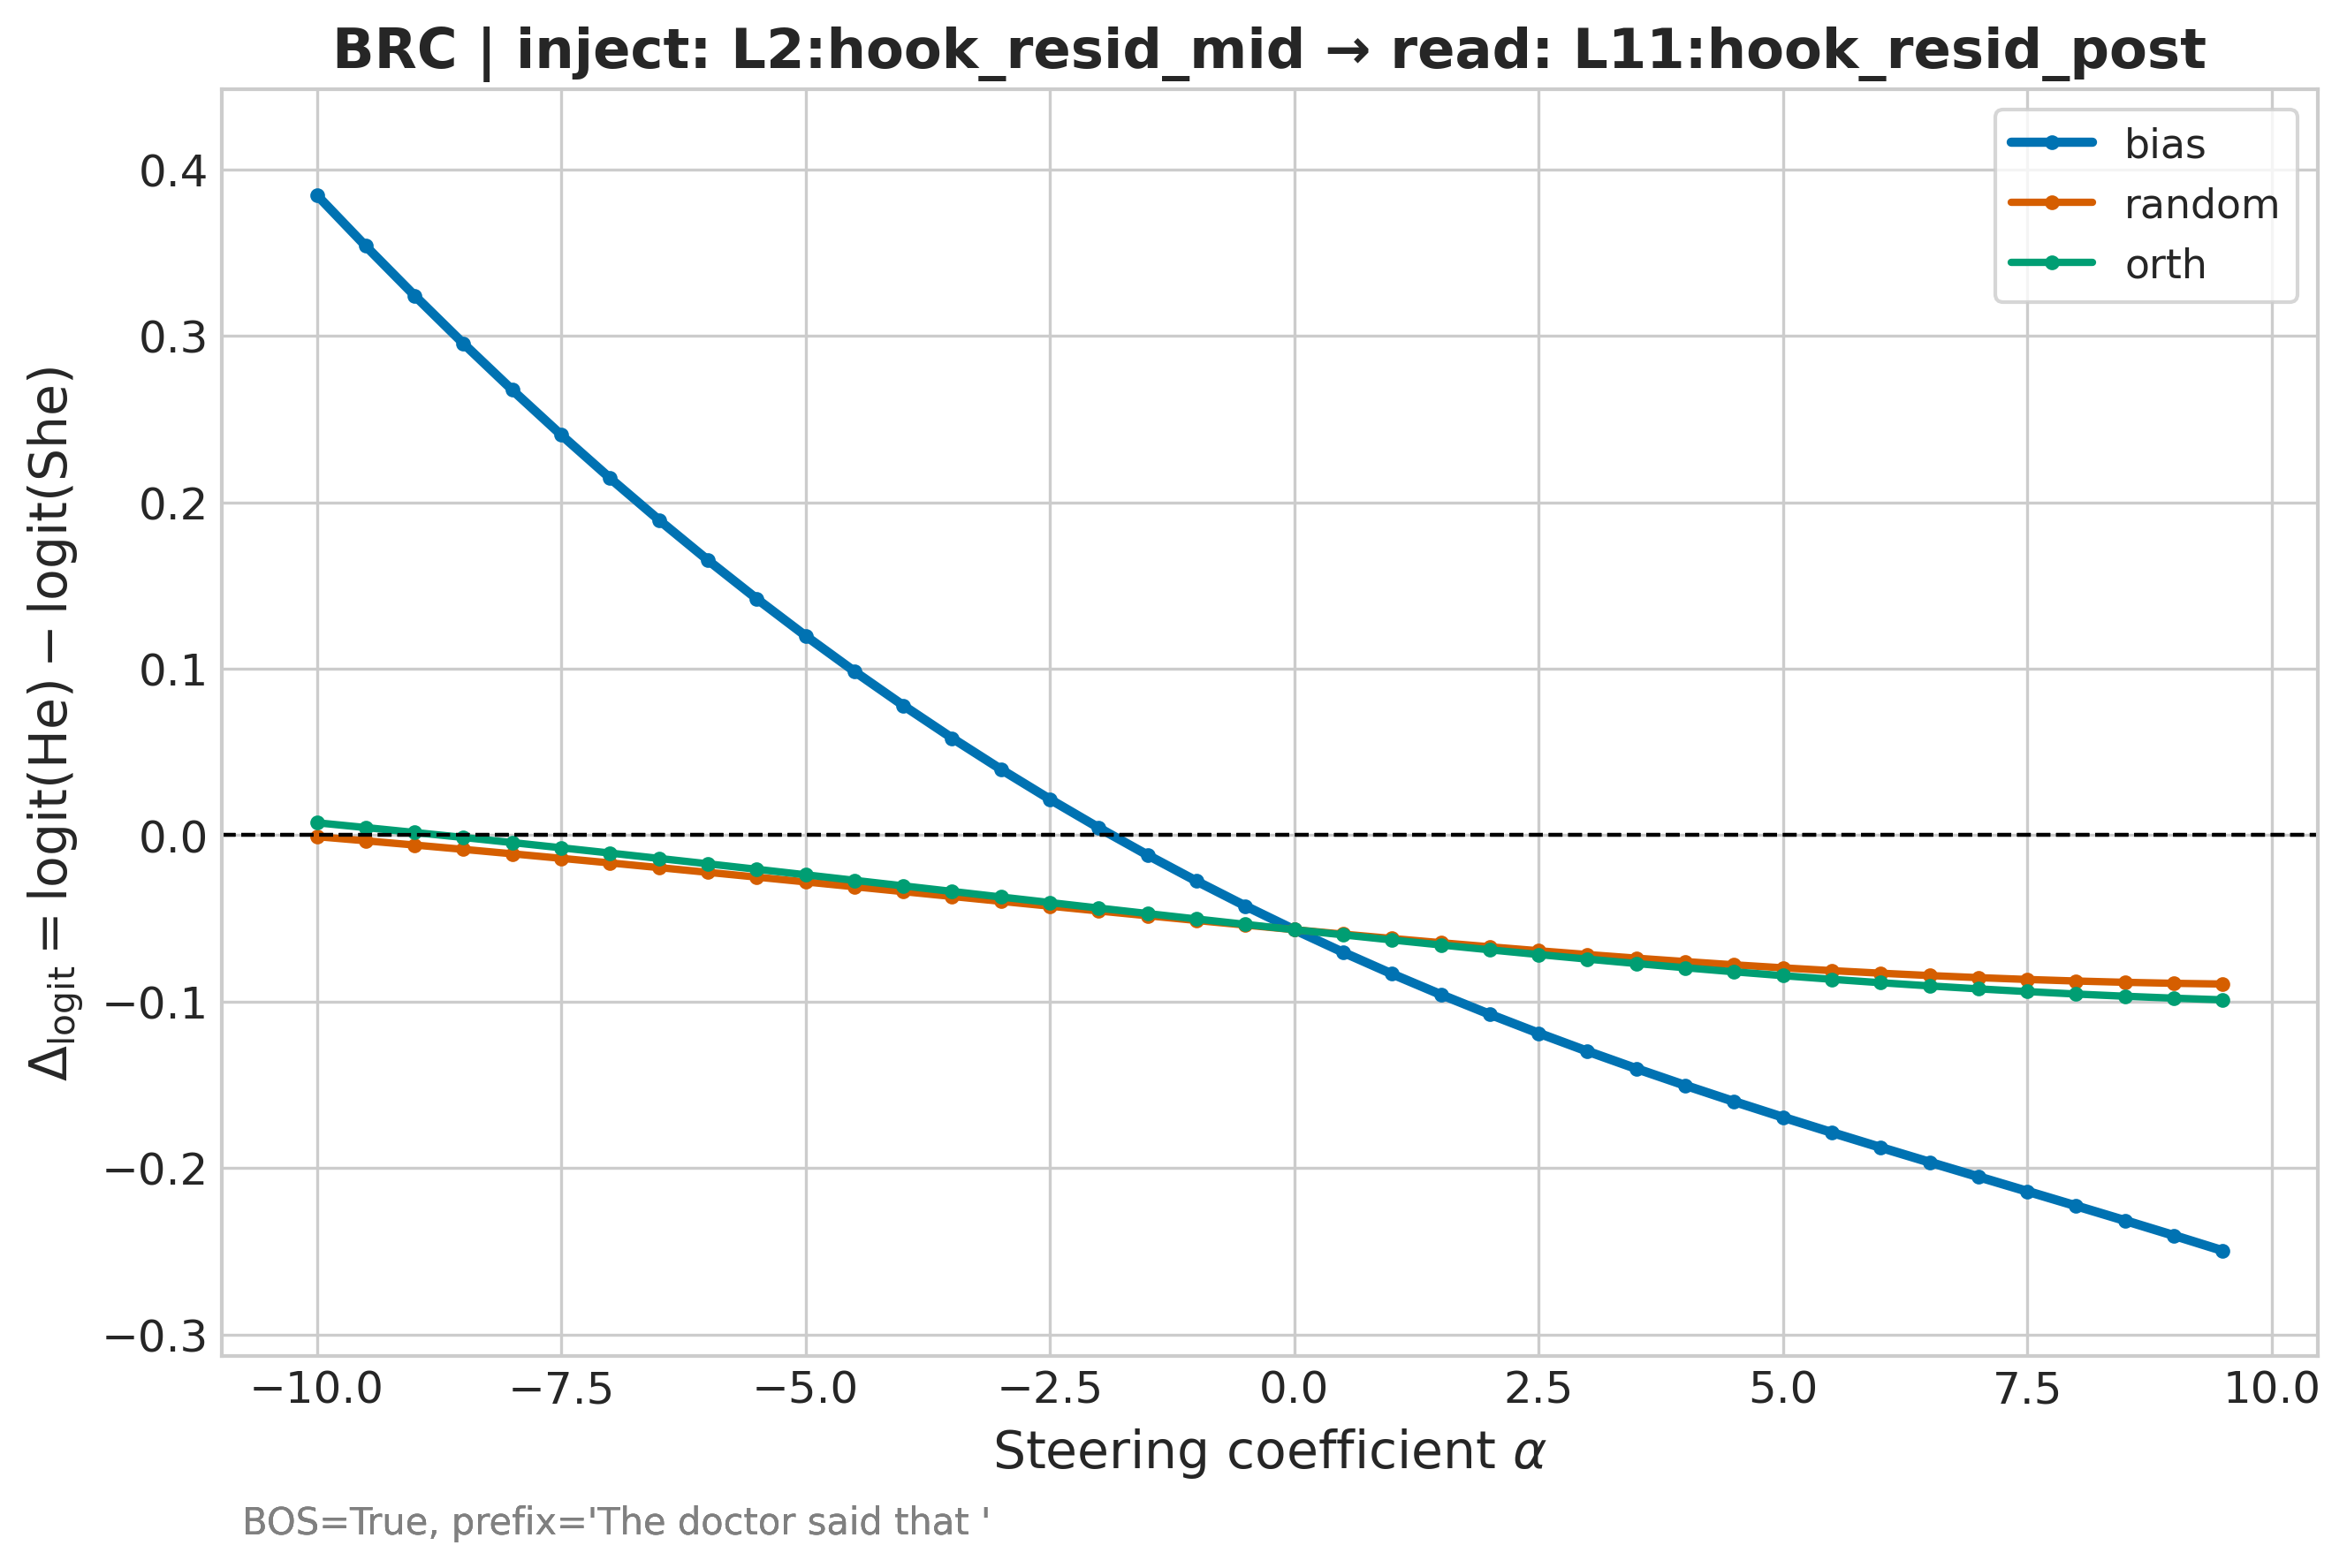 BRC | inject: L2:hook_resid_mid → read: L11:hook_resid_post
bias
random
orth
Δlogit = logit(He) − logit(She)
0.4
0.3
0.2
0.1
0.0
−0.1
−0.2
−0.3
−10.0 −7.5 −5.0 −2.5 0.0 2.5 5.0 7.5 10.0
Steering coefficient α
BOS=True, prefix='The doctor said that '